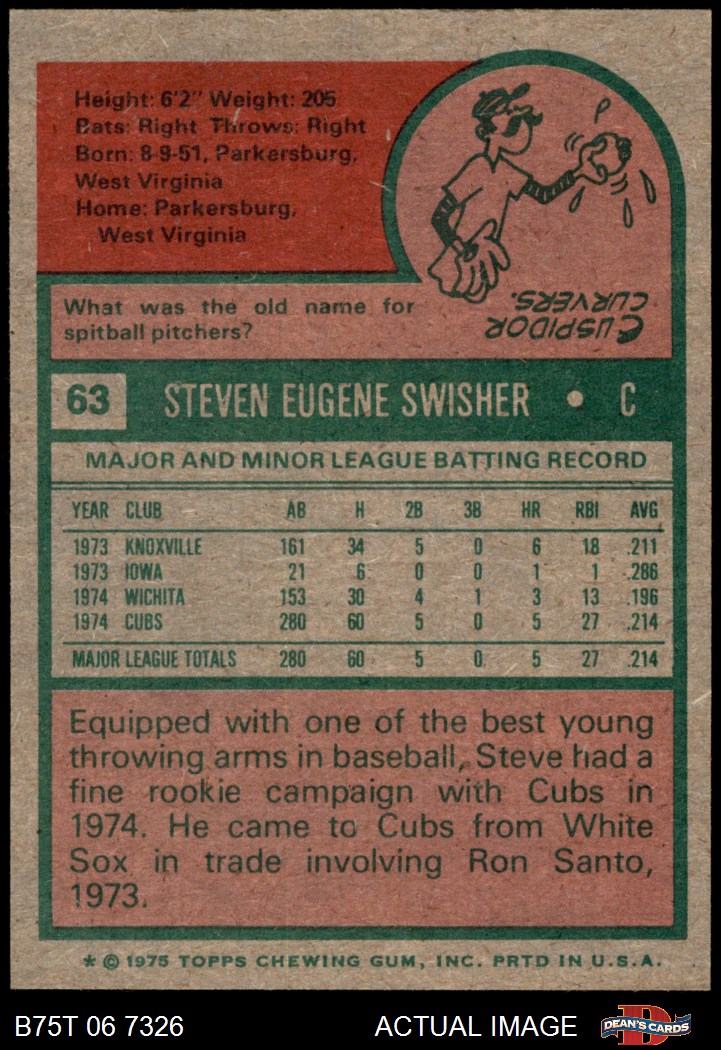 Height: 6'2" Weight: 205
Bats: Right Throws: Right
Born: 8-9-51, Parkersburg,
West Virginia
Home: Parkersburg,
West Virginia
What was the old name for
spitball pitchers?
CUSPIDOR
CURVERS.
63 STEVEN EUGENE SWISHER • C
MAJOR AND MINOR LEAGUE BATTING RECORD
YEAR CLUB AB H 2B 3B HR RBI AVG
1973 KNOXVILLE 161 34 5 0 6 18 .211
1973 IOWA 21 6 0 0 1 1 .286
1974 WICHITA 153 30 4 1 3 13 .196
1974 CUBS 280 60 5 0 5 27 .214
MAJOR LEAGUE TOTALS 280 60 5 0 5 27 .214
Equipped with one of the best young
throwing arms in baseball, Steve had a
fine rookie campaign with Cubs in
1974. He came to Cubs from White
Sox in trade involving Ron Santo,
1973.
* © 1975 TOPPS CHEWING GUM, INC. PRTD IN U.S.A.
B75T 06 7326 ACTUAL IMAGE D DEAN'S CARDS